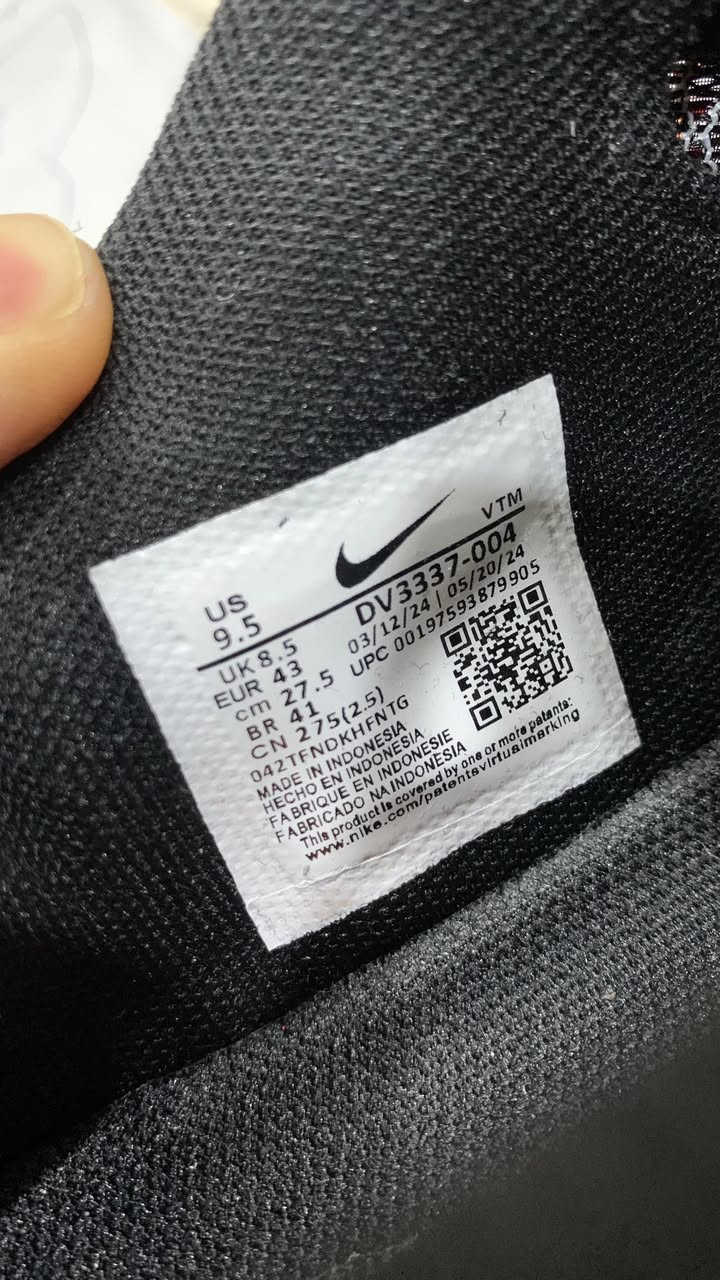 VTM
US
9.5
DV3337-004
UK 8.5
03/12/24 | 05/20/24
EUR 43
UPC 00197593879905
cm 27.5
BR 41
CN 275(2.5)
042TFNDKHFNTG
MADE IN INDONESIA
HECHO EN INDONESIA
FABRIQUE EN INDONESIE
FABRICADO NA INDONESIA
This product is covered by one or more patents:
www.nike.com/patentsvirtualmarking